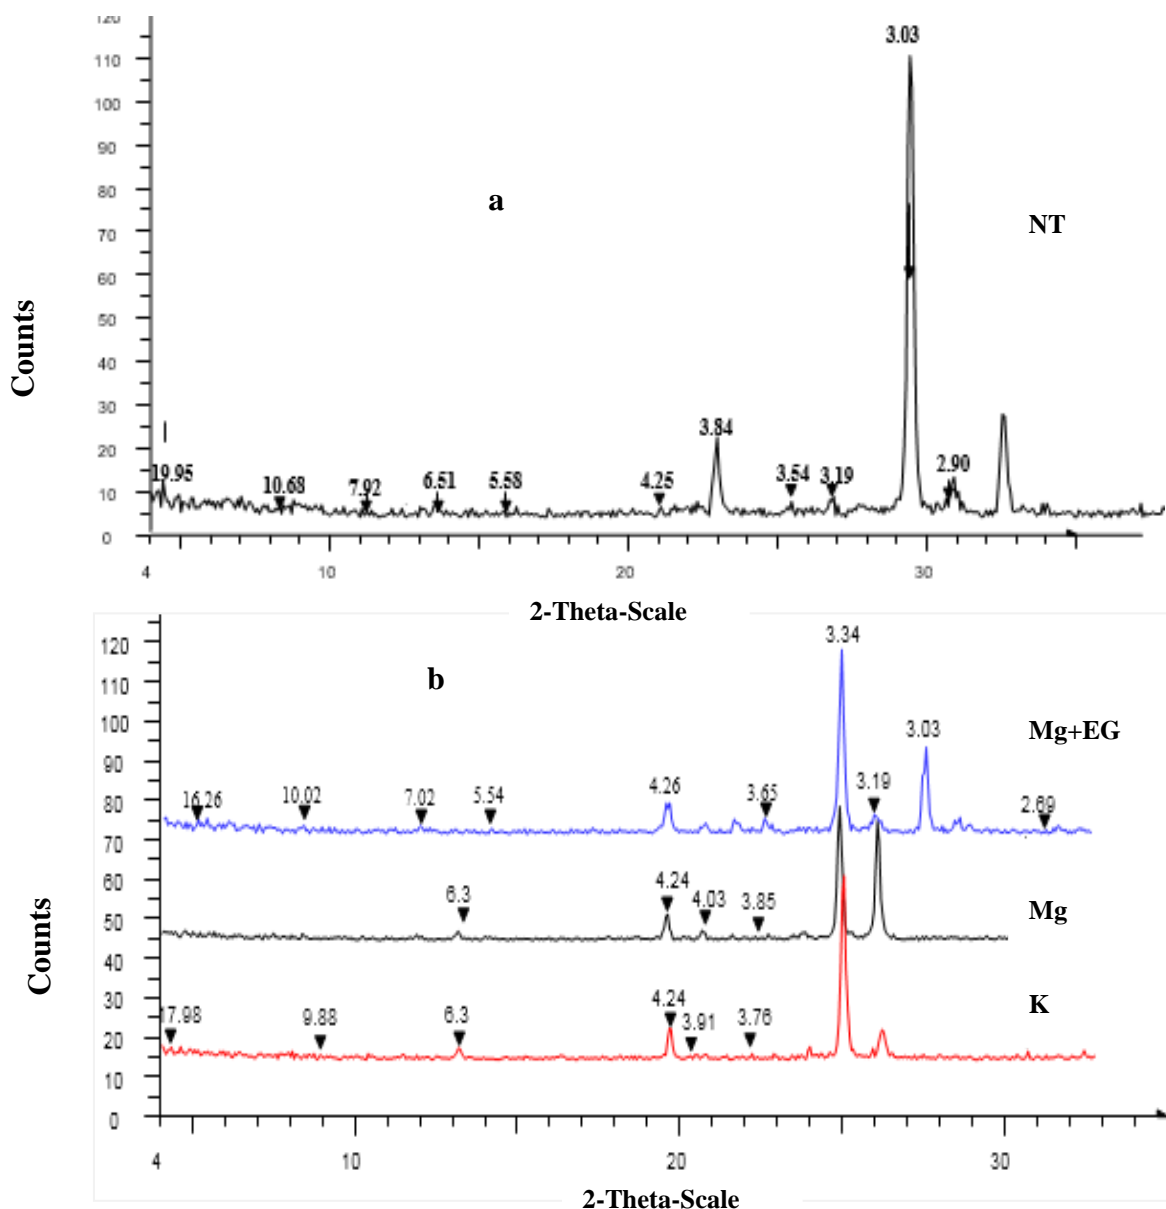 120
3.03
110
100
90
80
a
NT
70
60
Counts
50
40
30
20
3.84
19.95 10.68 7.92 6.51 5.58 4.25 3.54 3.19 2.90
10
0
4 10 20 30
2-Theta-Scale
120
3.34
b
110
100
3.03
Mg+EG
90
16.26 10.02 7.02 5.54 4.26 3.65 3.19 2.69
80
70
60
6.3 4.24 4.03 3.85
Mg
50
Counts
40
30
17.98 9.88 6.3 4.24 3.91 3.76
K
20
10
0
4 10 20 30
2-Theta-Scale